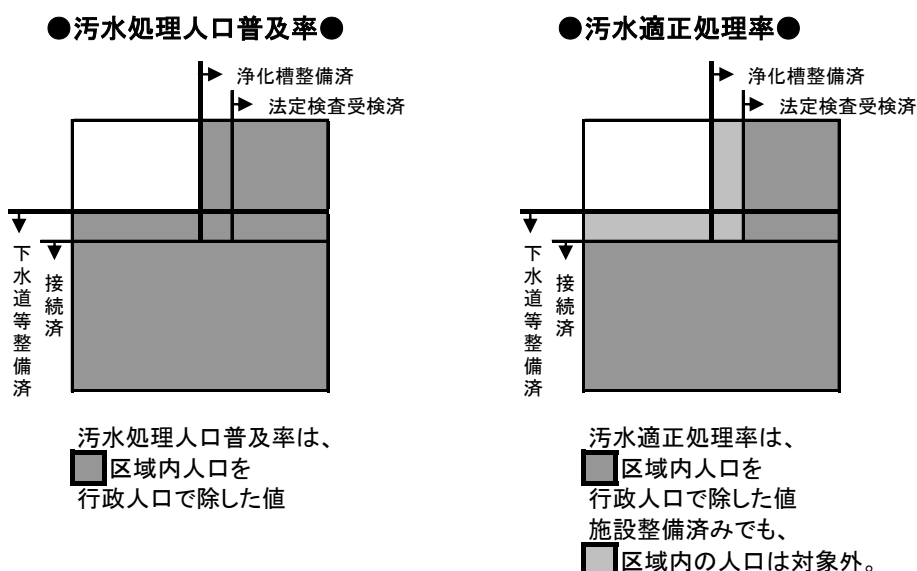 ●汚水処理人口普及率●
浄化槽整備済
法定検査受検済
下水道等整備済
接続済
汚水処理人口普及率は、
区域内人口を
行政人口で除した値
●汚水適正処理率●
浄化槽整備済
法定検査受検済
下水道等整備済
接続済
汚水適正処理率は、
区域内人口を
行政人口で除した値
施設整備済みでも、
区域内の人口は対象外。